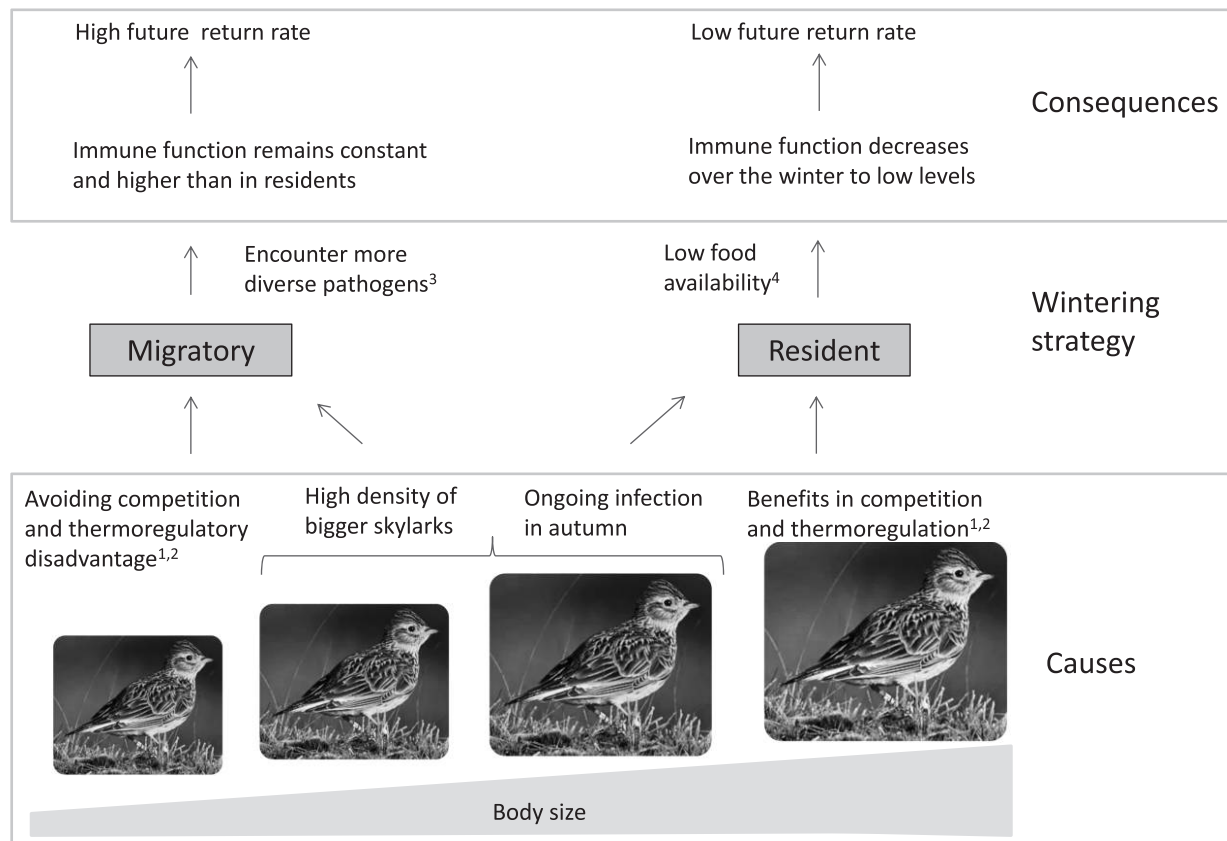 High future return rate
Low future return rate
Consequences
Immune function remains constant
and higher than in residents
Immune function decreases
over the winter to low levels
Encounter more
diverse pathogens³
Low food
availability⁴
Wintering
strategy
Migratory
Resident
Avoiding competition
and thermoregulatory
disadvantage¹,²
High density of
bigger skylarks
Ongoing infection
in autumn
Benefits in competition
and thermoregulation¹,²
Causes
Body size